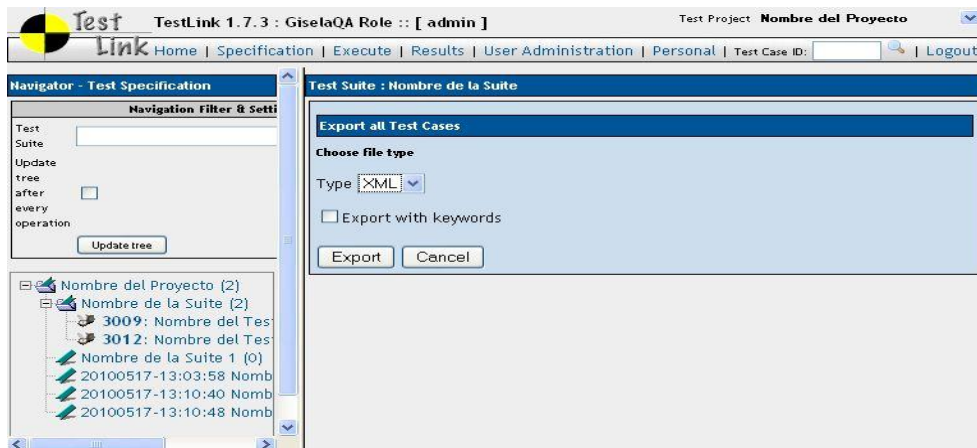 Test Link
TestLink 1.7.3 : GiselaQA Role :: [ admin ]
Test Project Nombre del Proyecto
Home | Specification | Execute | Results | User Administration | Personal | Test Case ID: | Logout
Navigator - Test Specification
Navigation Filter & Setti
Test Suite
Update tree after every operation
Update tree
Nombre del Proyecto (2)
Nombre de la Suite (2)
3009: Nombre del Tes
3012: Nombre del Tes
Nombre de la Suite 1 (0)
20100517-13:03:58 Nomb
20100517-13:10:40 Nomb
20100517-13:10:48 Nomb
Test Suite : Nombre de la Suite
Export all Test Cases
Choose file type
Type XML
Export with keywords
Export Cancel